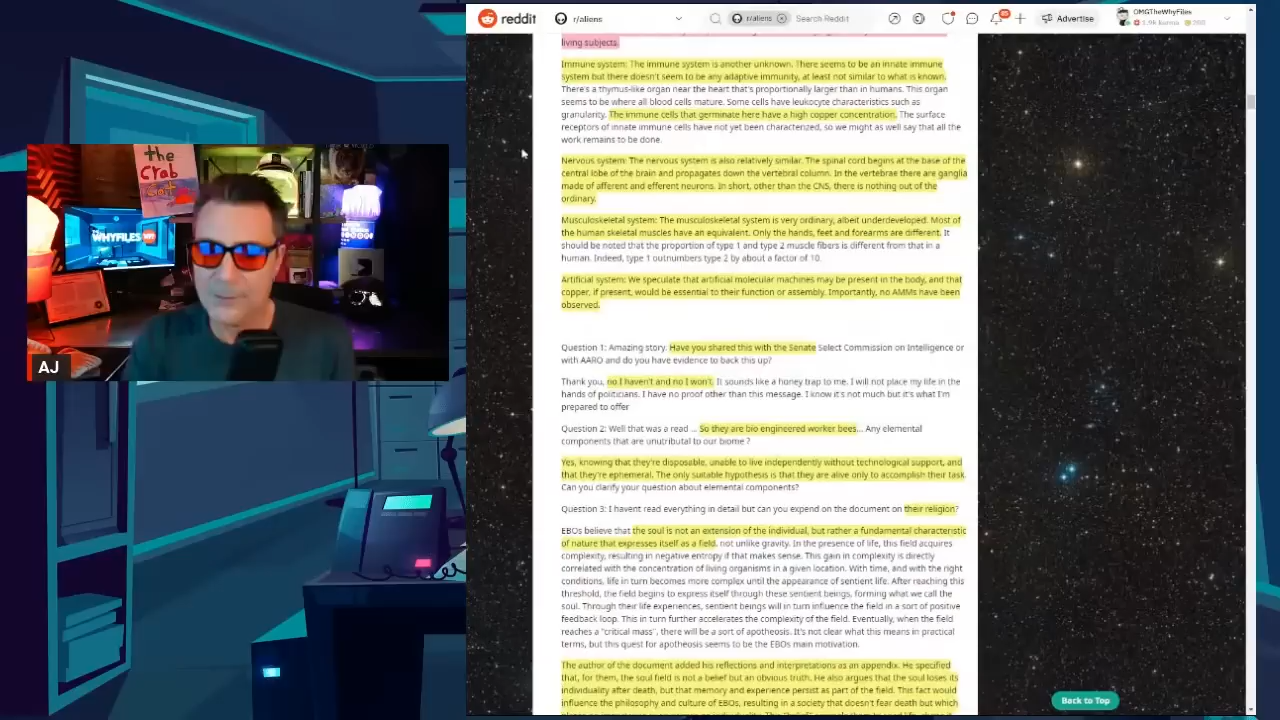 reddit
r/aliens
r/aliens
Search Reddit
Advertise
OMGTheWhyFiles
living subjects.
Immune system: The immune system is another unknown. There seems to be an innate immune
system but there doesn't seem to be any adaptive immunity, at least not similar to what is known.
There's a thymus-like organ near the heart that's proportionally larger than in humans. This organ
seems to be where all blood cells mature. Some cells have leukocyte characteristics such as
granularity. The immune cells that germinate here have a high copper concentration. The surface
receptors of innate immune cells have not yet been characterized, so we might as well say that all the
work remains to be done.
Nervous system: The nervous system is also relatively similar. The spinal cord begins at the base of the
central lobe of the brain and propagates down the vertebral column. In the vertebrae there are ganglia
made of afferent and efferent neurons. In short, other than the CNS, there is nothing out of the
ordinary.
Musculoskeletal system: The musculoskeletal system is very ordinary, albeit underdeveloped. Most of
the human skeletal muscles have an equivalent. Only the hands, feet and forearms are different. It
should be noted that the proportion of type 1 and type 2 muscle fibers is different from that in a
human. Indeed, type 1 outnumbers type 2 by about a factor of 10.
Artificial system: We speculate that artificial molecular machines may be present in the body, and that
copper, if present, would be essential to their function or assembly. Importantly, no AMMs have been
observed.
Question 1: Amazing story. Have you shared this with the Senate Select Commission on Intelligence or
with AARO and do you have evidence to back this up?
Thank you, no I haven't and no I won't. It sounds like a honey trap to me. I will not place my life in the
hands of politicians. I have no proof other than this message. I know it's not much but it's what I'm
prepared to offer
Question 2: Well that was a read ... So they are bio engineered worker bees... Any elemental
components that are unutributal to our biome ?
Yes, knowing that they're disposable, unable to live independently without technological support, and
that they're ephemeral. The only suitable hypothesis is that they are alive only to accomplish their task.
Can you clarify your question about elemental components?
Question 3: I havent read everything in detail but can you expend on the document on their religion?
EBOs believe that the soul is not an extension of the individual, but rather a fundamental characteristic
of nature that expresses itself as a field, not unlike gravity. In the presence of life, this field acquires
complexity, resulting in negative entropy if that makes sense. This gain in complexity is directly
correlated with the concentration of living organisms in a given location. With time, and with the right
conditions, life in turn becomes more complex until the appearance of sentient life. After reaching this
threshold, the field begins to express itself through these sentient beings, forming what we call the
soul. Through their life experiences, sentient beings will in turn influence the field in a sort of positive
feedback loop. This in turn further accelerates the complexity of the field. Eventually, when the field
reaches a "critical mass", there will be a sort of apotheosis. It's not clear what this means in practical
terms, but this quest for apotheosis seems to be the EBOs main motivation.
The author of the document added his reflections and interpretations as an appendix. He specified
that, for them, the soul field is not a belief but an obvious truth. He also argues that the soul loses its
individuality after death, but that memory and experience persist as part of the field. This fact would
influence the philosophy and culture of EBOs, resulting in a society that doesn't fear death but which
Back to Top
the
Crab
Cat
THE
WHYFILES
AJ